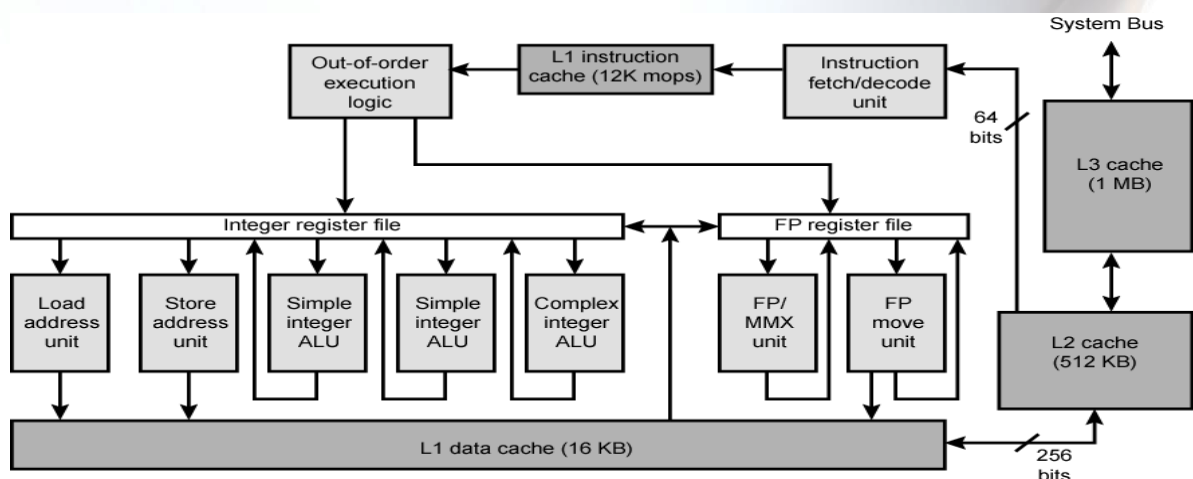 System Bus
Out-of-order
execution
logic
L1 instruction
cache (12K mops)
Instruction
fetch/decode
unit
64
bits
L3 cache
(1 MB)
Integer register file
FP register file
Load
address
unit
Store
address
unit
Simple
integer
ALU
Simple
integer
ALU
Complex
integer
ALU
FP/
MMX
unit
FP
move
unit
L2 cache
(512 KB)
L1 data cache (16 KB)
256
bits